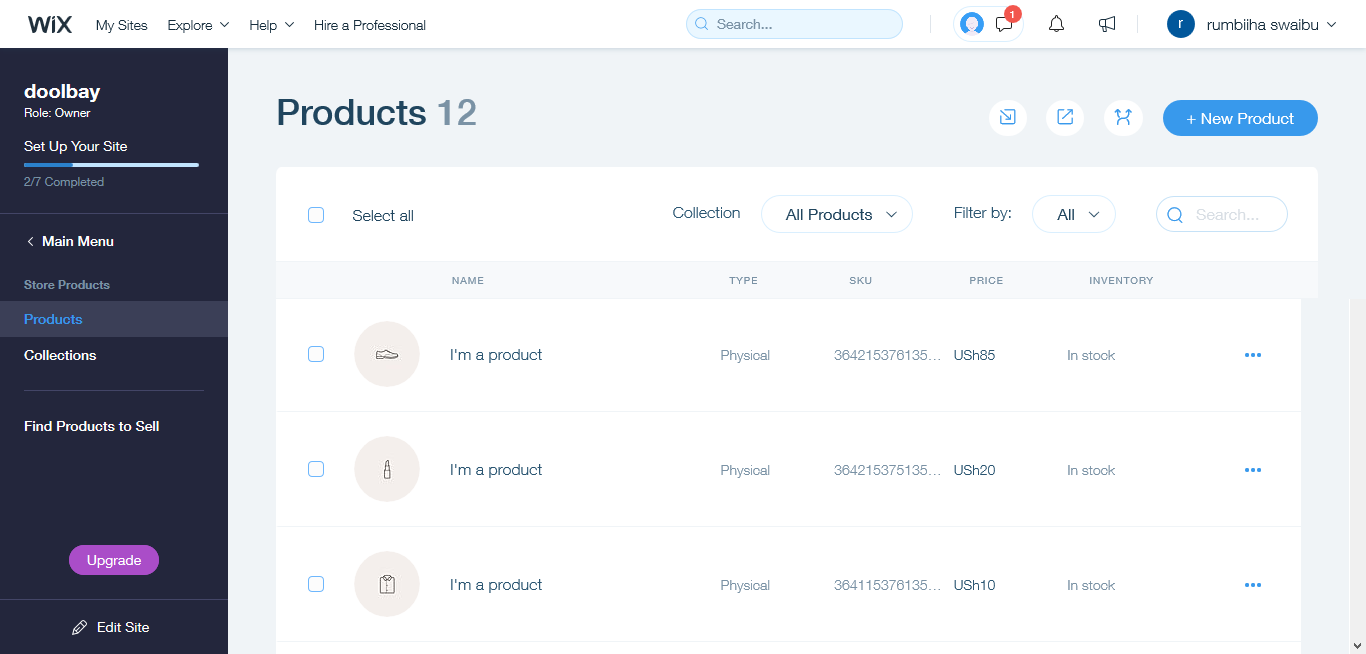 WiX My Sites Explore Help Hire a Professional Search... 1 r rumbiiha swaibu
doolbay
Role: Owner
Set Up Your Site
2/7 Completed
Main Menu
Store Products
Products
Collections
Find Products to Sell
Upgrade
Edit Site
Products 12
+ New Product
Select all Collection All Products Filter by: All Search...
NAME TYPE SKU PRICE INVENTORY
I'm a product Physical 364215376135... USh85 In stock
I'm a product Physical 364215375135... USh20 In stock
I'm a product Physical 364115376135... USh10 In stock